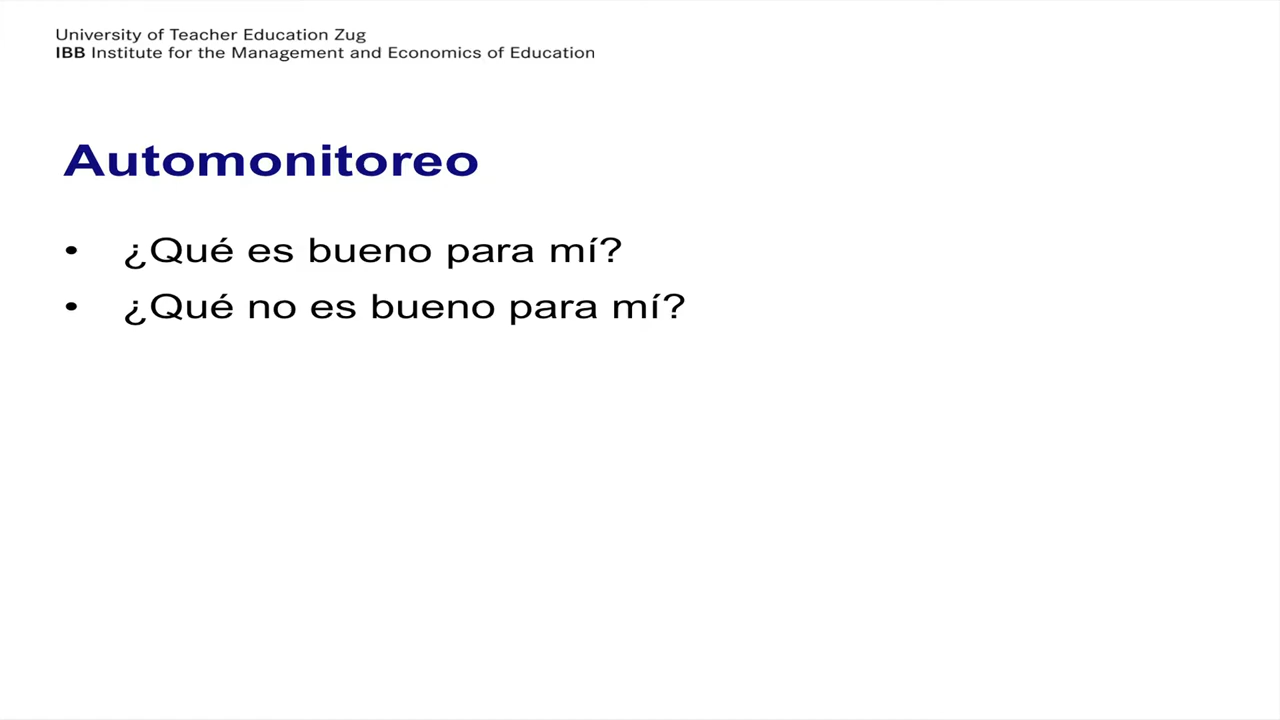 University of Teacher Education Zug
IBB Institute for the Management and Economics of Education
Automonitoreo
• ¿Qué es bueno para mí?
• ¿Qué no es bueno para mí?